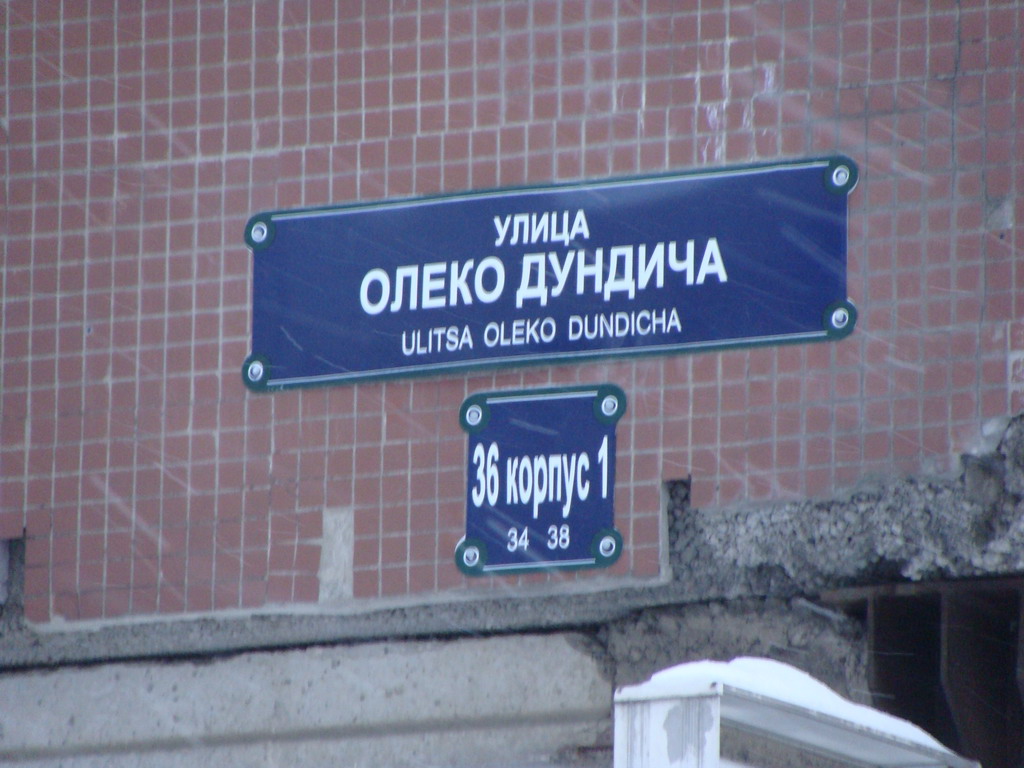 УЛИЦА
ОЛЕКО ДУНДИЧА
ULITSA OLEKO DUNDICHA
36 корпус 1
34 38